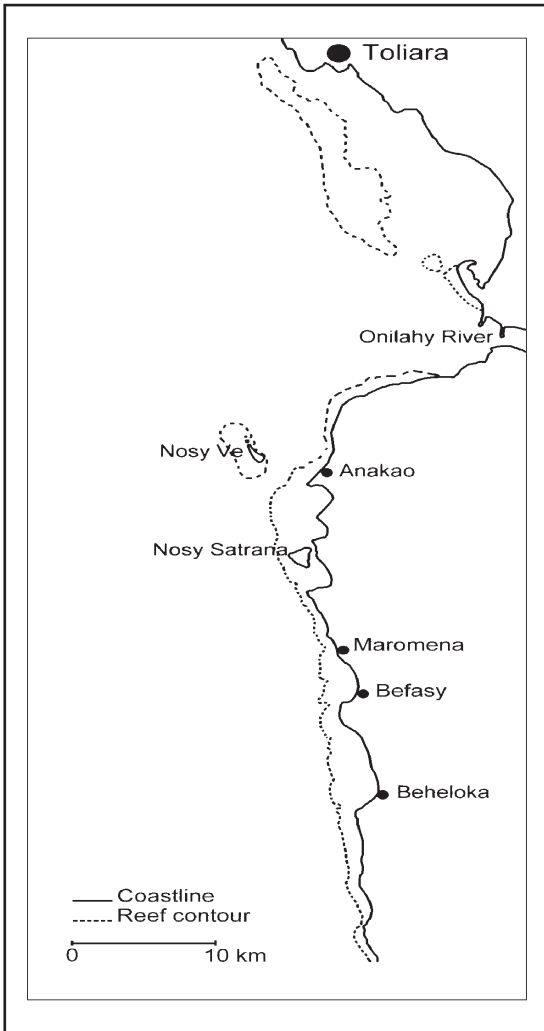 Toliara
Onilahy River
Nosy Ve
Anakao
Nosy Satrana
Maromena
Befasy
Beheloka
Coastline
Reef contour
0 10 km